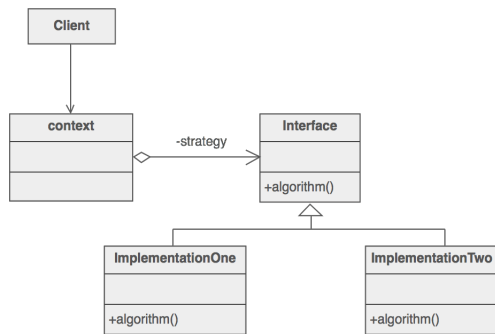 Client
context
-strategy
Interface
+algorithm()
ImplementationOne
+algorithm()
ImplementationTwo
+algorithm()